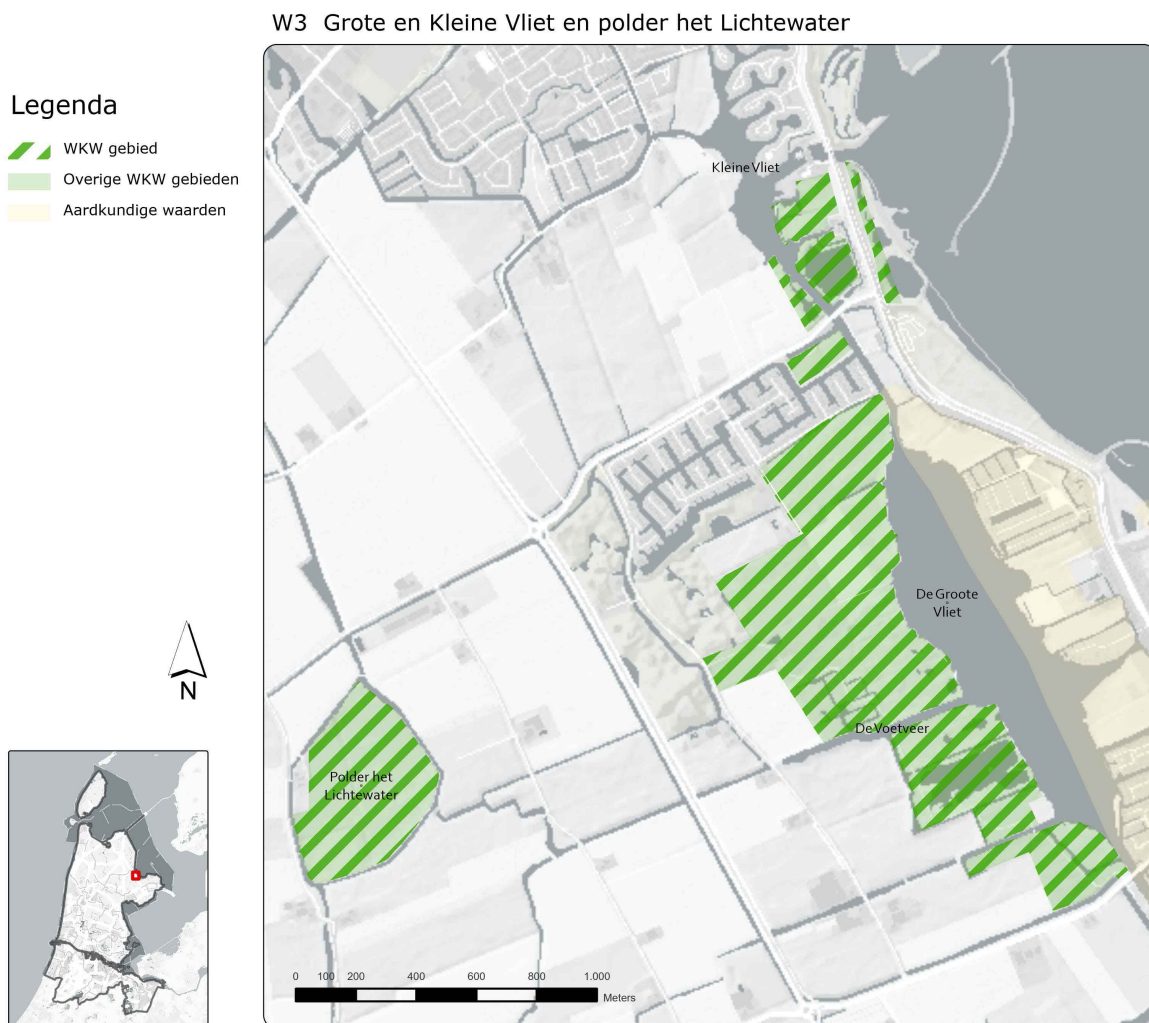 W3 Grote en Kleine Vliet en polder het Lichtewater
Legenda
WKW gebied
Overige WKW gebieden
Aardkundige waarden
Kleine Vliet
De Groote
Vliet
De Voetveer
Polder het
Lichtewater
N
0 100 200 400 600 800 1.000
Meters